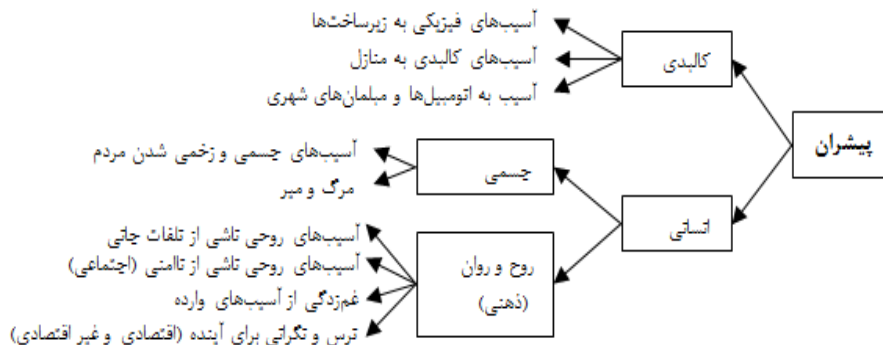 پیشران
کالبدی
آسیب‌های فیزیکی به زیرساخت‌ها
آسیب‌های کالبدی به منازل
آسیب به اتومبیل‌ها و مبلمان‌های شهری
انسانی
جسمی
آسیب‌های جسمی و زخمی شدن مردم
مرگ و میر
روح و روان
(ذهنی)
آسیب‌های روحی ناشی از تلفات جانی
آسیب‌های روحی ناشی از ناامنی (اجتماعی)
غم‌زدگی از آسیب‌های وارده
ترس و نگرانی برای آینده (اقتصادی و غیر اقتصادی)